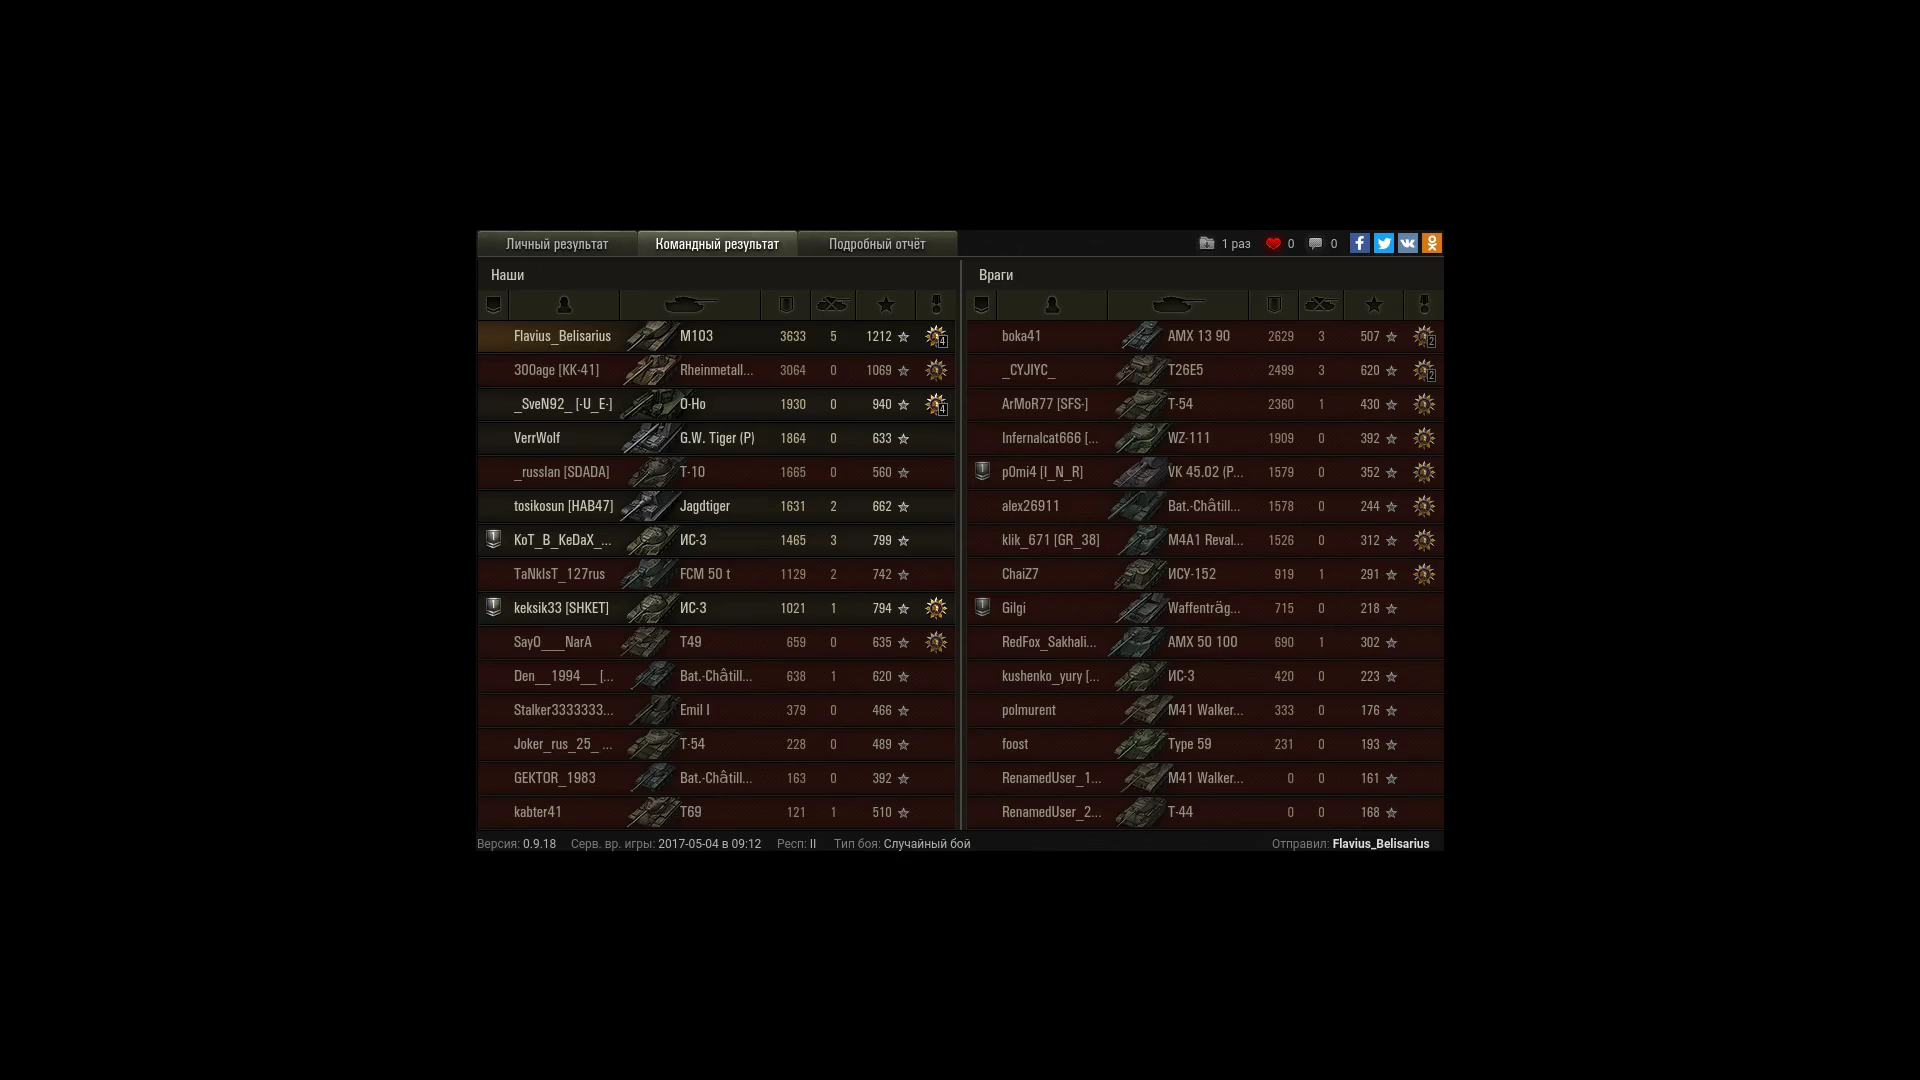 Личный результат Командный результат Подробный отчёт 1 раз 0 0
Наши
Flavius_Belisarius M103 3633 5 1212 4
300age [KK-41] Rheinmetall... 3064 0 1069
_SveN92_ [-U_E-] O-Ho 1930 0 940 4
VerrWolf G.W. Tiger (P) 1864 0 633
_russlan [SDADA] T-10 1665 0 560
tosikosun [HAB47] Jagdtiger 1631 2 662
KoT_B_KeDaX_... ИС-3 1465 3 799
TaNkIsT_127rus FCM 50 t 1129 2 742
keksik33 [SHKET] ИС-3 1021 1 794
SayO___NarA T49 659 0 635
Den__1994__ [... Bat.-Châtill... 638 1 620
Stalker3333333... Emil I 379 0 466
Joker_rus_25_ ... T-54 228 0 489
GEKTOR_1983 Bat.-Châtill... 163 0 392
kabter41 T69 121 1 510
Враги
boka41 AMX 13 90 2629 3 507 2
_CYJIYC_ T26E5 2499 3 620 2
ArMoR77 [SFS-] T-54 2360 1 430
Infernalcat666 [... WZ-111 1909 0 392
p0mi4 [I_N_R] VK 45.02 (P... 1579 0 352
alex26911 Bat.-Châtill... 1578 0 244
klik_671 [GR_38] M4A1 Reval... 1526 0 312
ChaiZ7 ИСУ-152 919 1 291
Gilgi Waffenträg... 715 0 218
RedFox_Sakhali... AMX 50 100 690 1 302
kushenko_yury [... ИС-3 420 0 223
polmurent M41 Walker... 333 0 176
foost Type 59 231 0 193
RenamedUser_1... M41 Walker... 0 0 161
RenamedUser_2... T-44 0 0 168
Версия: 0.9.18 Серв. вр. игры: 2017-05-04 в 09:12 Респ: II Тип боя: Случайный бой Отправил: Flavius_Belisarius